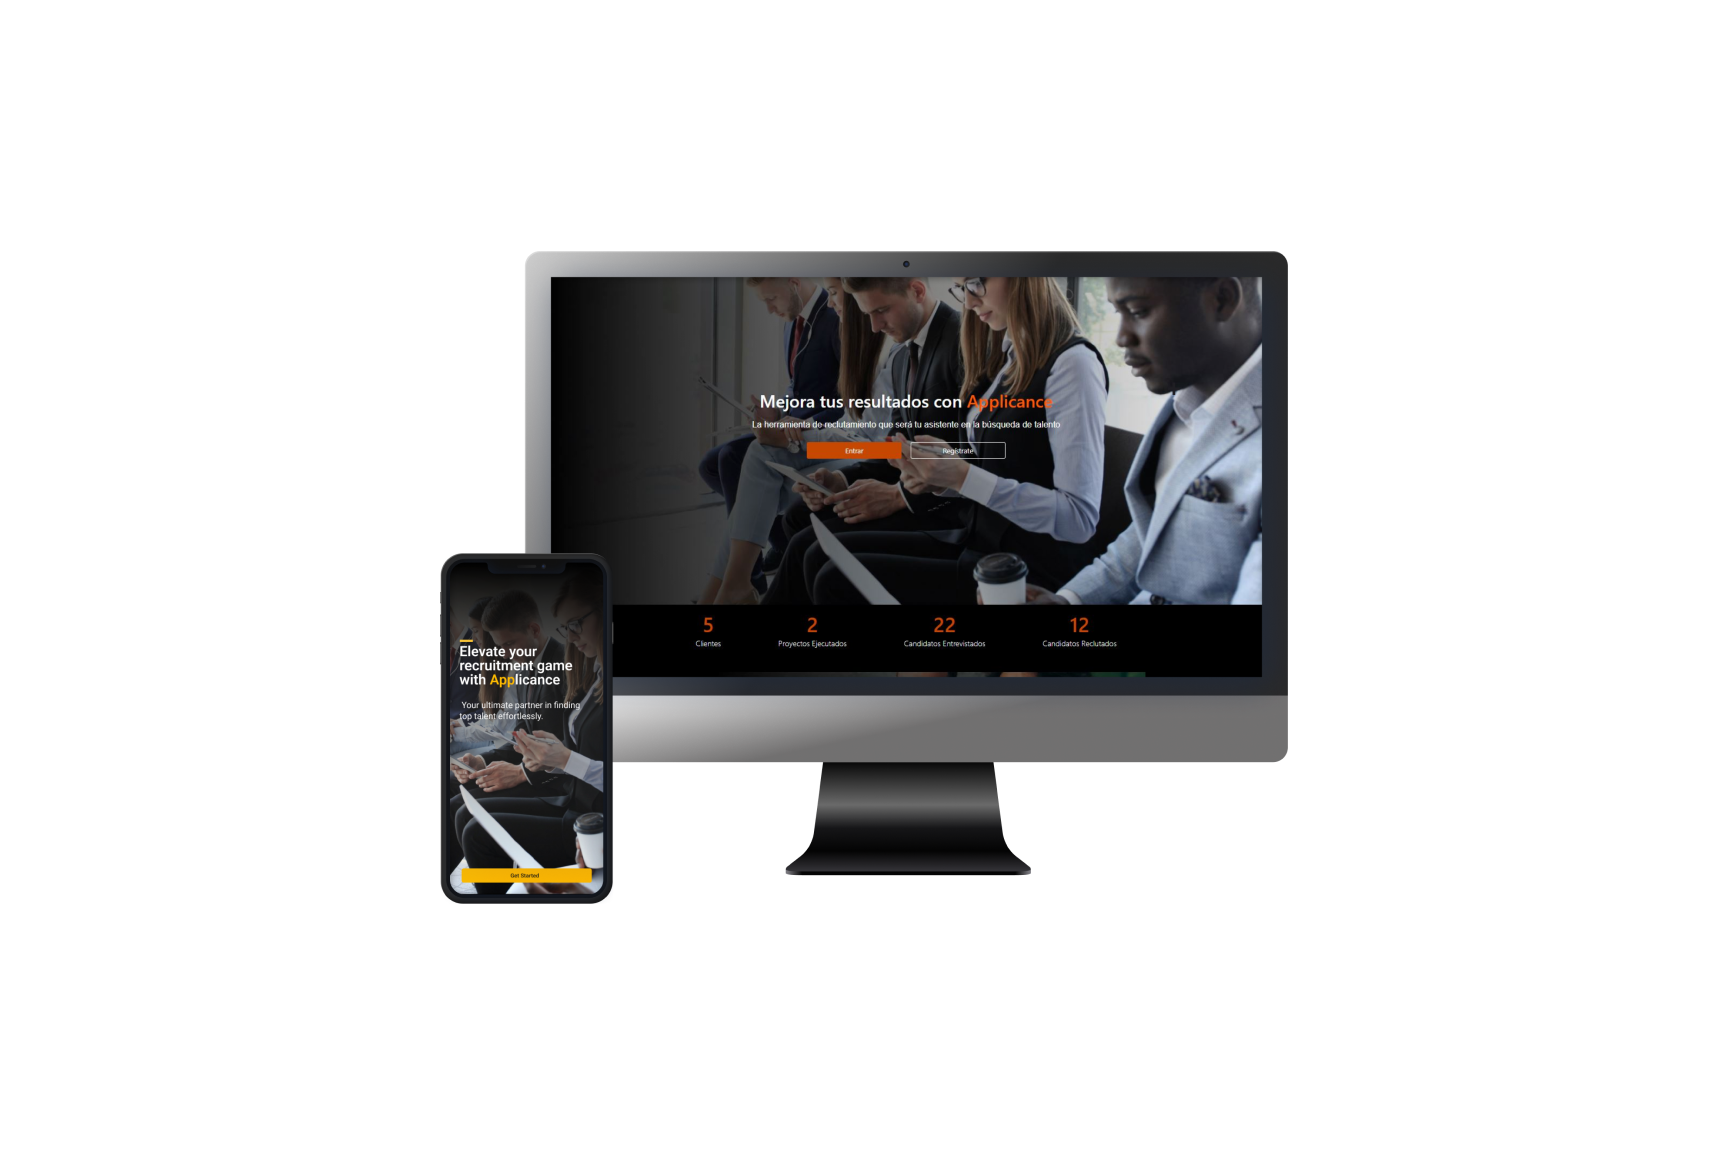 Mejora tus resultados con Applicance
La herramienta de reclutamiento que será tu asistente en la búsqueda de talento
Entrar
Regístrate
5
Clientes
2
Proyectos Ejecutados
22
Candidatos Entrevistados
12
Candidatos Reclutados
Elevate your
recruitment game
with Applicance
Your ultimate partner in finding
top talent effortlessly.
Get Started